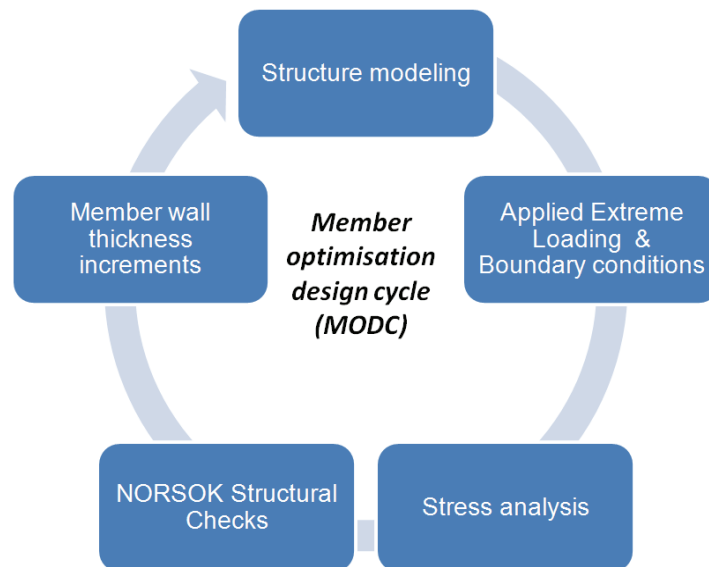 Structure modeling
Applied Extreme
Loading &
Boundary conditions
Stress analysis
NORSOK Structural
Checks
Member wall
thickness
increments
Member
optimisation
design cycle
(MODC)